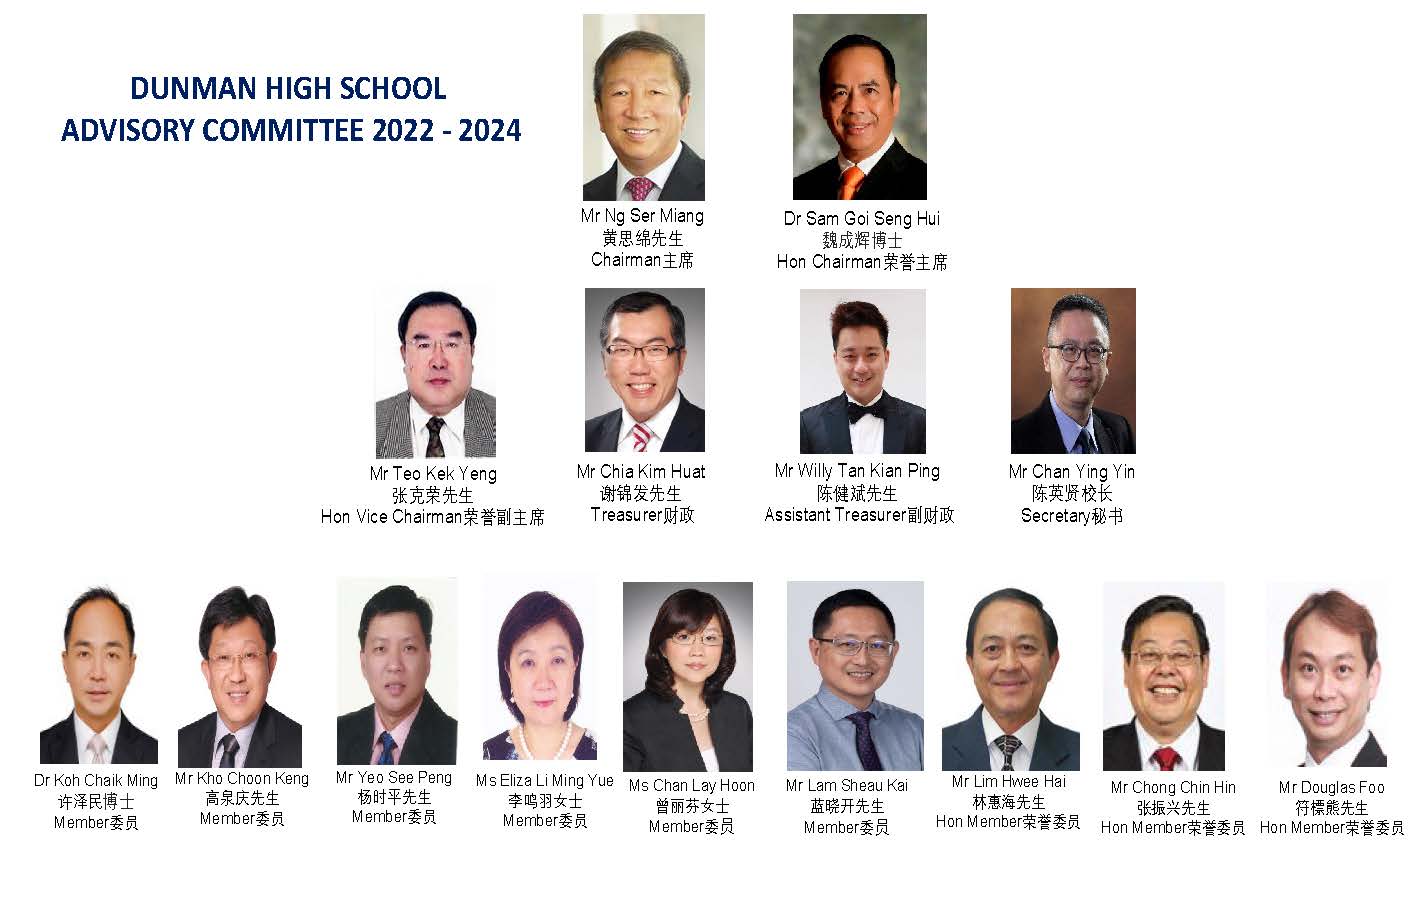 DUNMAN HIGH SCHOOL
ADVISORY COMMITTEE 2022 - 2024
Mr Ng Ser Miang
黄思绵先生
Chairman主席
Dr Sam Goi Seng Hui
魏成辉博士
Hon Chairman荣誉主席
Mr Teo Kek Yeng
张克荣先生
Hon Vice Chairman荣誉副主席
Mr Chia Kim Huat
谢锦发先生
Treasurer财政
Mr Willy Tan Kian Ping
陈健斌先生
Assistant Treasurer副财政
Mr Chan Ying Yin
陈英贤校长
Secretary秘书
Dr Koh Chaik Ming
许泽民博士
Member委员
Mr Kho Choon Keng
高泉庆先生
Member委员
Mr Yeo See Peng
杨时平先生
Member委员
Ms Eliza Li Ming Yue
李鸣羽女士
Member委员
Ms Chan Lay Hoon
曾丽芬女士
Member委员
Mr Lam Sheau Kai
蓝晓开先生
Member委员
Mr Lim Hwee Hai
林惠海先生
Hon Member荣誉委员
Mr Chong Chin Hin
张振兴先生
Hon Member荣誉委员
Mr Douglas Foo
符標熊先生
Hon Member荣誉委员